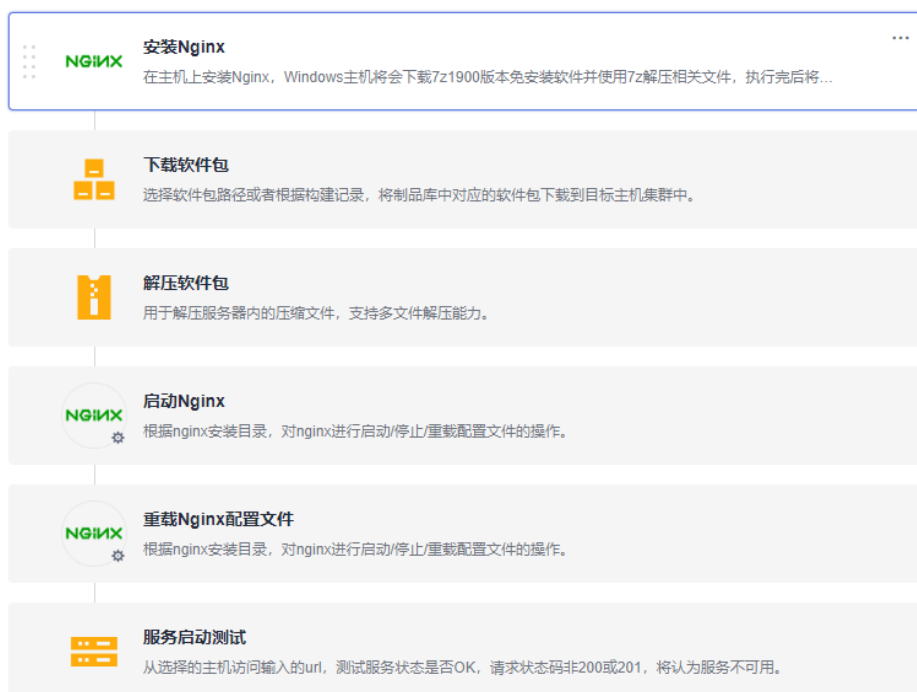 安装Nginx
NGINX
在主机上安装Nginx，Windows主机将会下载7z1900版本免安装软件并使用7z解压相关文件，执行完后将...
下载软件包
选择软件包路径或者根据构建记录，将制品库中对应的软件包下载到目标主机集群中。
解压软件包
用于解压服务器内的压缩文件，支持多文件解压能力。
启动Nginx
NGINX
根据nginx安装目录，对nginx进行启动/停止/重载配置文件的操作。
重载Nginx配置文件
NGINX
根据nginx安装目录，对nginx进行启动/停止/重载配置文件的操作。
服务启动测试
从选择的主机访问输入的url，测试服务状态是否OK，请求状态码非200或201，将认为服务不可用。